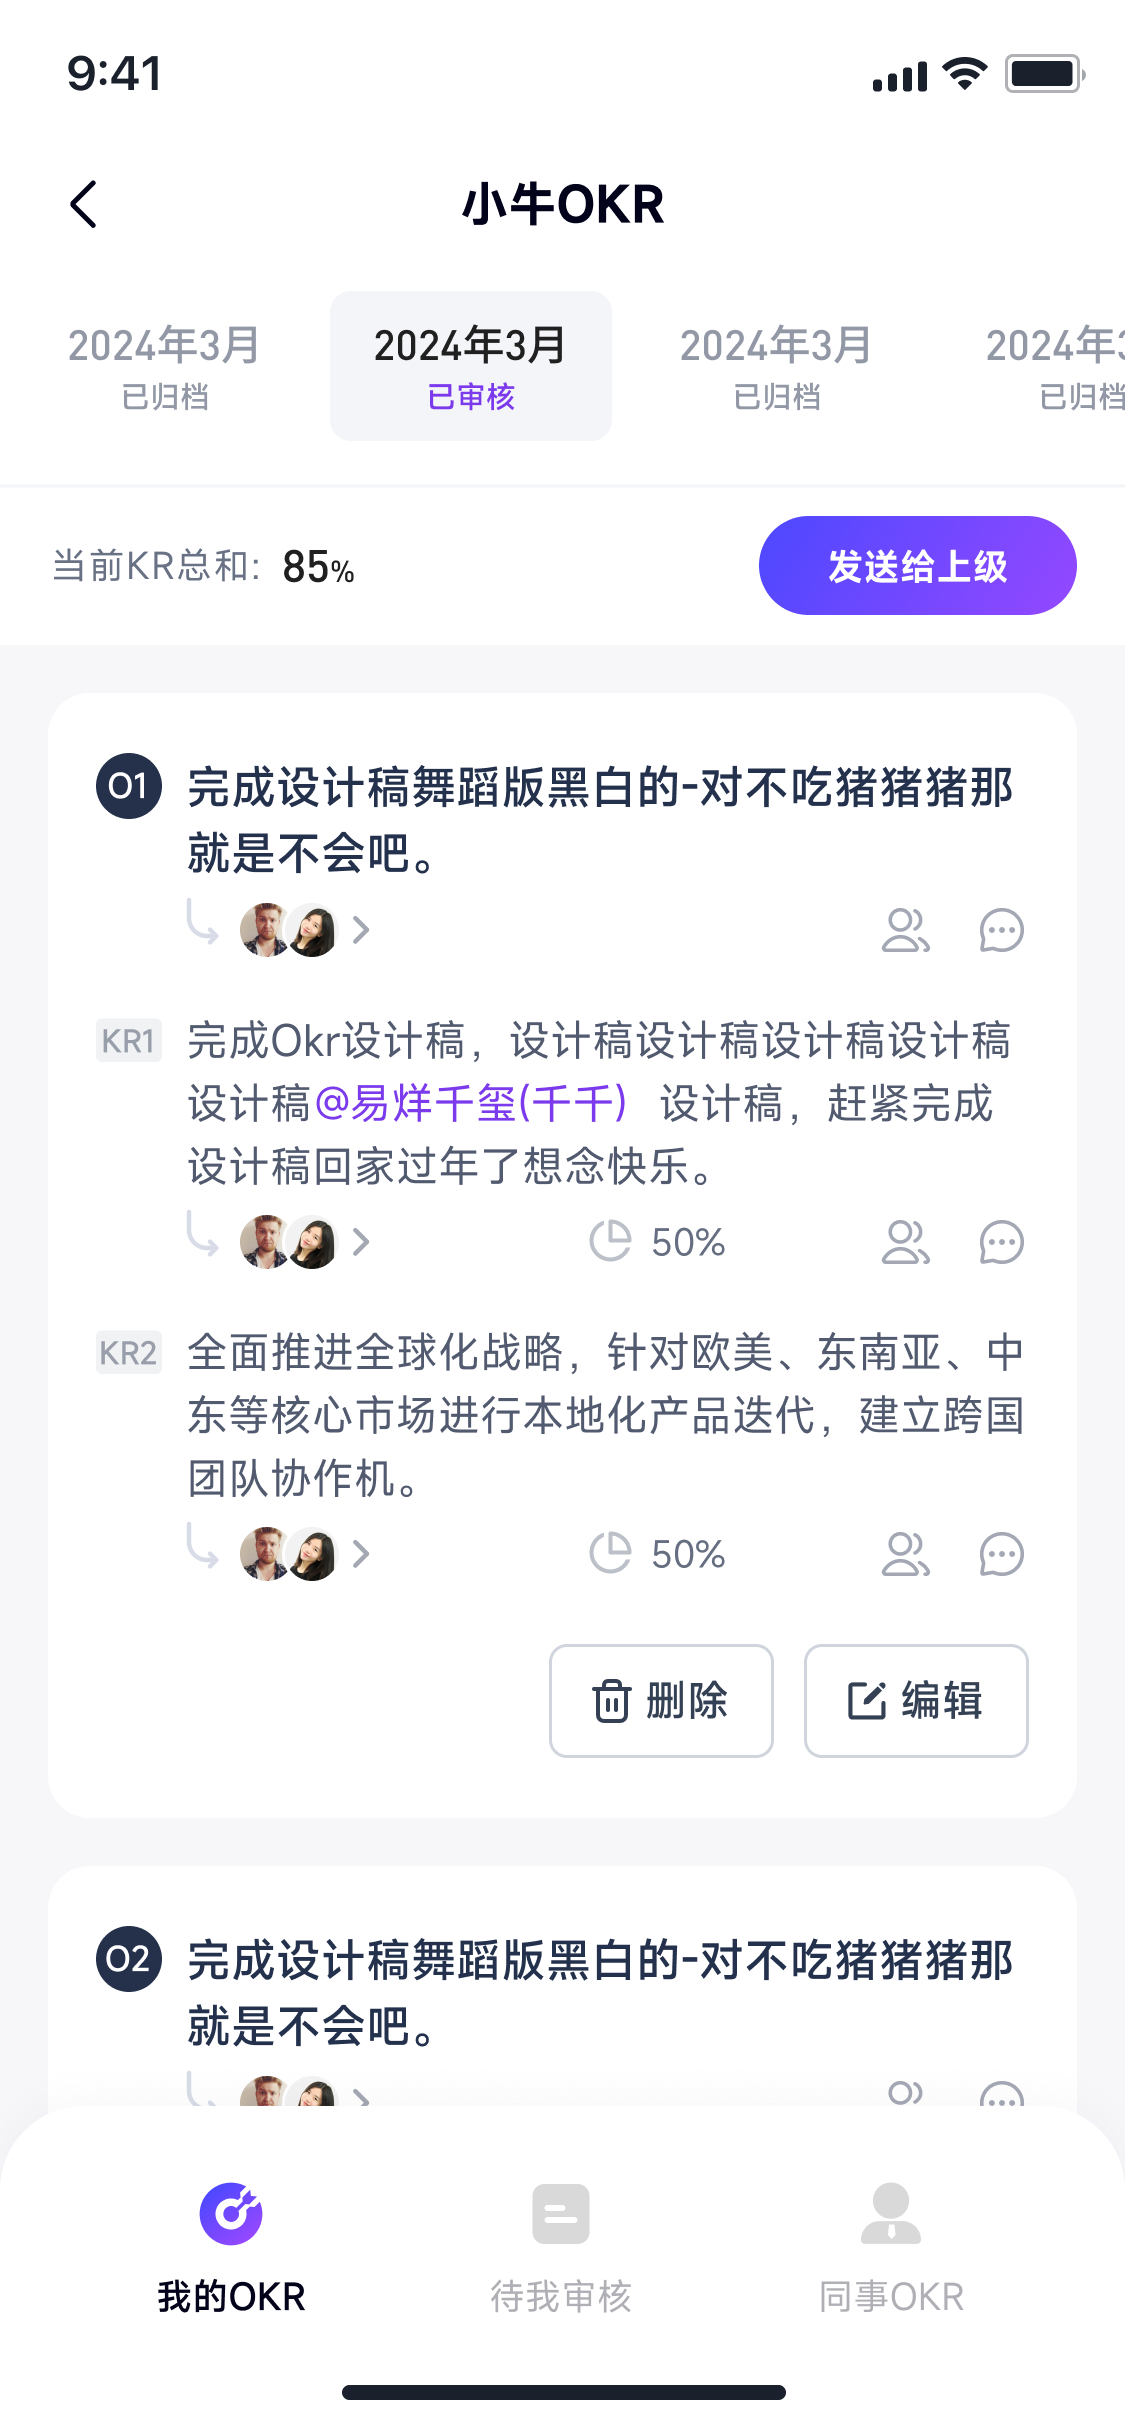 9:41
小牛OKR
2024年3月 2024年3月 2024年3月 2024年
已归档 已审核 已归档 已归档
当前KR总和: 85% 发送给上级
O1 完成设计稿舞蹈版黑白的-对不吃猪猪猪那
就是不会吧。
KR1 完成Okr设计稿，设计稿设计稿设计稿设计稿
设计稿@易烊千玺(千千) 设计稿，赶紧完成
设计稿回家过年了想念快乐。
50%
KR2 全面推进全球化战略，针对欧美、东南亚、中
东等核心市场进行本地化产品迭代，建立跨国
团队协作机。
50%
删除 编辑
O2 完成设计稿舞蹈版黑白的-对不吃猪猪猪那
就是不会吧。
我的OKR 待我审核 同事OKR